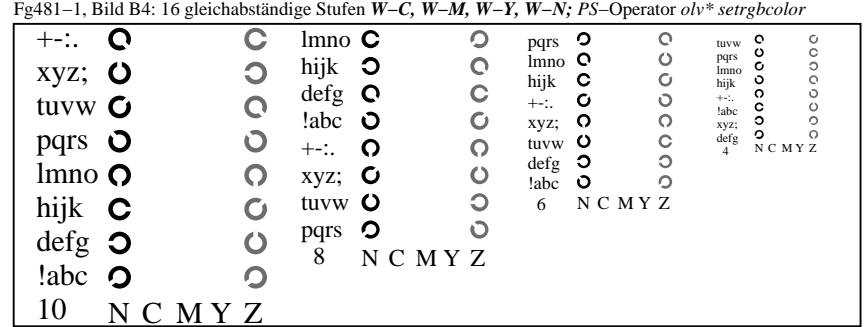 Fg481–1, Bild B4: 16 gleichabständige Stufen W–C, W–M, W–Y, W–N; PS–Operator olv* setrgbcolor
+-:.
xyz;
tuvw
pqrs
lmno
hijk
defg
!abc
10 N C M Y Z
lmno
hijk
defg
!abc
+-:.
xyz;
tuvw
pqrs
8 N C M Y Z
pqrs
lmno
hijk
+-:.
xyz;
tuvw
defg
!abc
6 N C M Y Z
tuvw
pqrs
lmno
hijk
+-:.
!abc
xyz;
defg
4 N C M Y Z